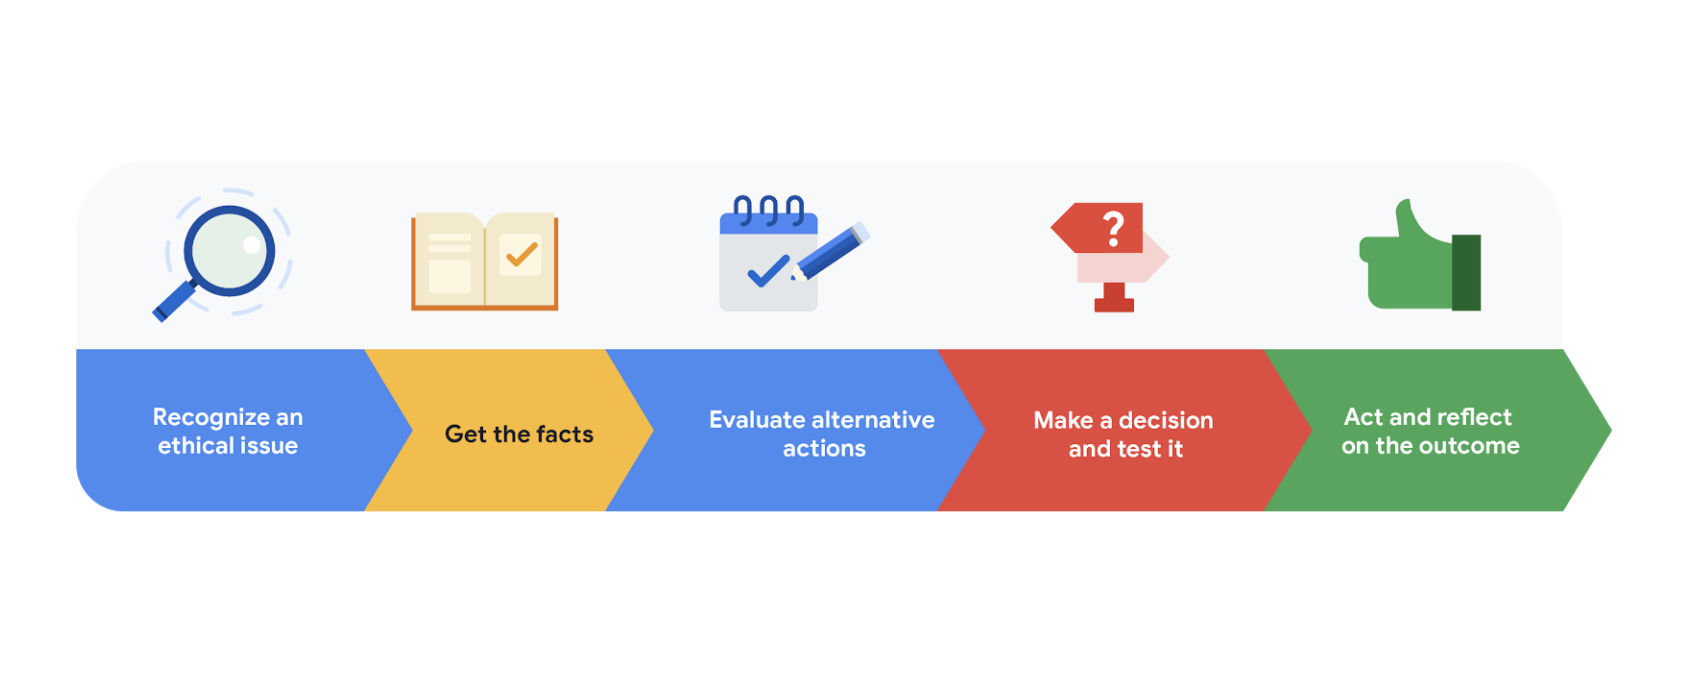 ?
Recognize an
ethical issue
Get the facts
Evaluate alternative
actions
Make a decision
and test it
Act and reflect
on the outcome